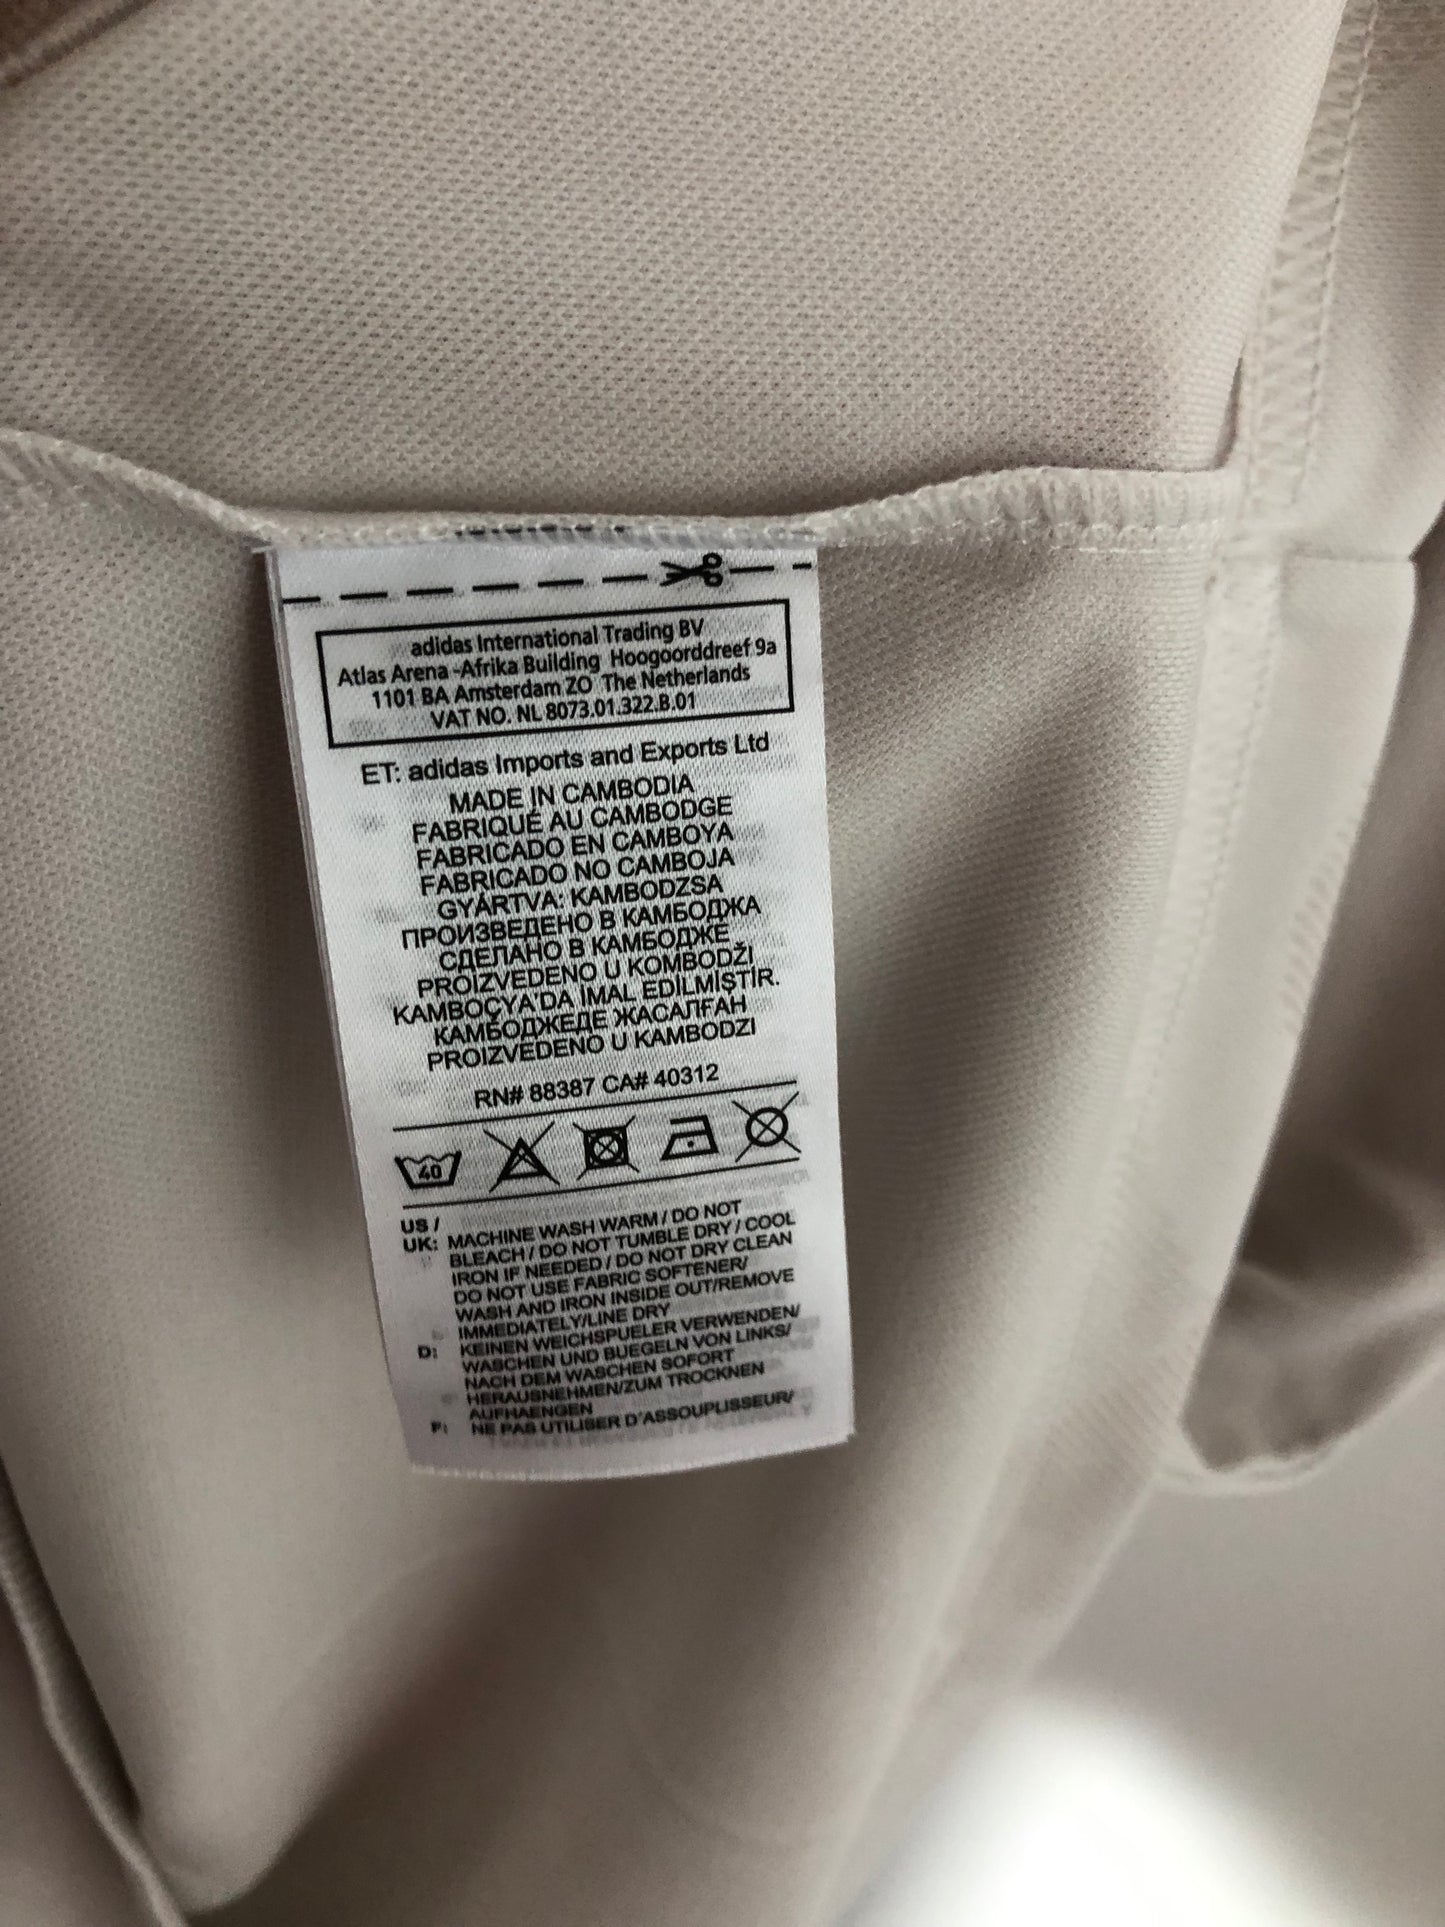 adidas International Trading BV
Atlas Arena -Afrika Building Hoogoorddreef 9a
1101 BA Amsterdam ZO The Netherlands
VAT NO. NL 8073.01.322.B.01
ET: adidas Imports and Exports Ltd
MADE IN CAMBODIA
FABRIQUÉ AU CAMBODGE
FABRICADO EN CAMBOYA
FABRICADO NO CAMBOJA
GYÁRTVA: KAMBODZSA
ПРОИЗВЕДЕНО В КАМБОДЖА
СДЕЛАНО В КАМБОДЖЕ
PROIZVEDENO U KOMBODŽI
KAMBOÇYA'DA İMAL EDİLMİŞTİR.
КАМБОДЖЕДЕ ЖАСАЛҒАН
PROIZVEDENO U KAMBODZI
RN# 88387 CA# 40312
40
US /
UK: MACHINE WASH WARM / DO NOT
BLEACH / DO NOT TUMBLE DRY / COOL
IRON IF NEEDED / DO NOT DRY CLEAN
DO NOT USE FABRIC SOFTENER/
WASH AND IRON INSIDE OUT/REMOVE
IMMEDIATELY/LINE DRY
D: KEINEN WEICHSPUELER VERWENDEN/
WASCHEN UND BUEGELN VON LINKS/
NACH DEM WASCHEN SOFORT
HERAUSNEHMEN/ZUM TROCKNEN
AUFHAENGEN
F: NE PAS UTILISER D'ASSOUPLISSEUR/